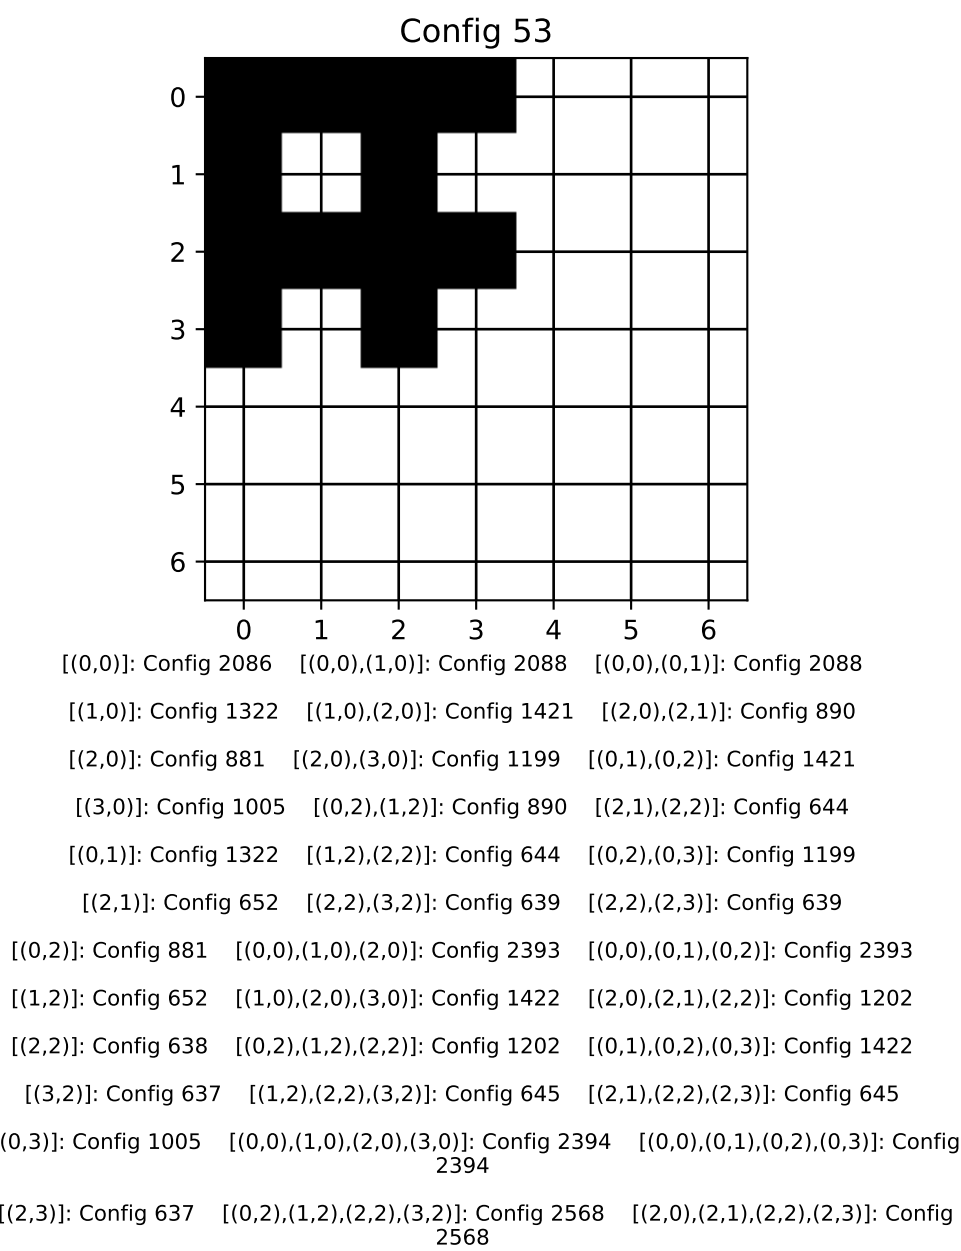 Config 53
0
1
2
3
4
5
6
0 1 2 3 4 5 6
[(0,0)]: Config 2086 [(0,0),(1,0)]: Config 2088 [(0,0),(0,1)]: Config 2088
[(1,0)]: Config 1322 [(1,0),(2,0)]: Config 1421 [(2,0),(2,1)]: Config 890
[(2,0)]: Config 881 [(2,0),(3,0)]: Config 1199 [(0,1),(0,2)]: Config 1421
[(3,0)]: Config 1005 [(0,2),(1,2)]: Config 890 [(2,1),(2,2)]: Config 644
[(0,1)]: Config 1322 [(1,2),(2,2)]: Config 644 [(0,2),(0,3)]: Config 1199
[(2,1)]: Config 652 [(2,2),(3,2)]: Config 639 [(2,2),(2,3)]: Config 639
[(0,2)]: Config 881 [(0,0),(1,0),(2,0)]: Config 2393 [(0,0),(0,1),(0,2)]: Config 2393
[(1,2)]: Config 652 [(1,0),(2,0),(3,0)]: Config 1422 [(2,0),(2,1),(2,2)]: Config 1202
[(2,2)]: Config 638 [(0,2),(1,2),(2,2)]: Config 1202 [(0,1),(0,2),(0,3)]: Config 1422
[(3,2)]: Config 637 [(1,2),(2,2),(3,2)]: Config 645 [(2,1),(2,2),(2,3)]: Config 645
(0,3)]: Config 1005 [(0,0),(1,0),(2,0),(3,0)]: Config 2394 [(0,0),(0,1),(0,2),(0,3)]: Config
2394
[(2,3)]: Config 637 [(0,2),(1,2),(2,2),(3,2)]: Config 2568 [(2,0),(2,1),(2,2),(2,3)]: Config
2568